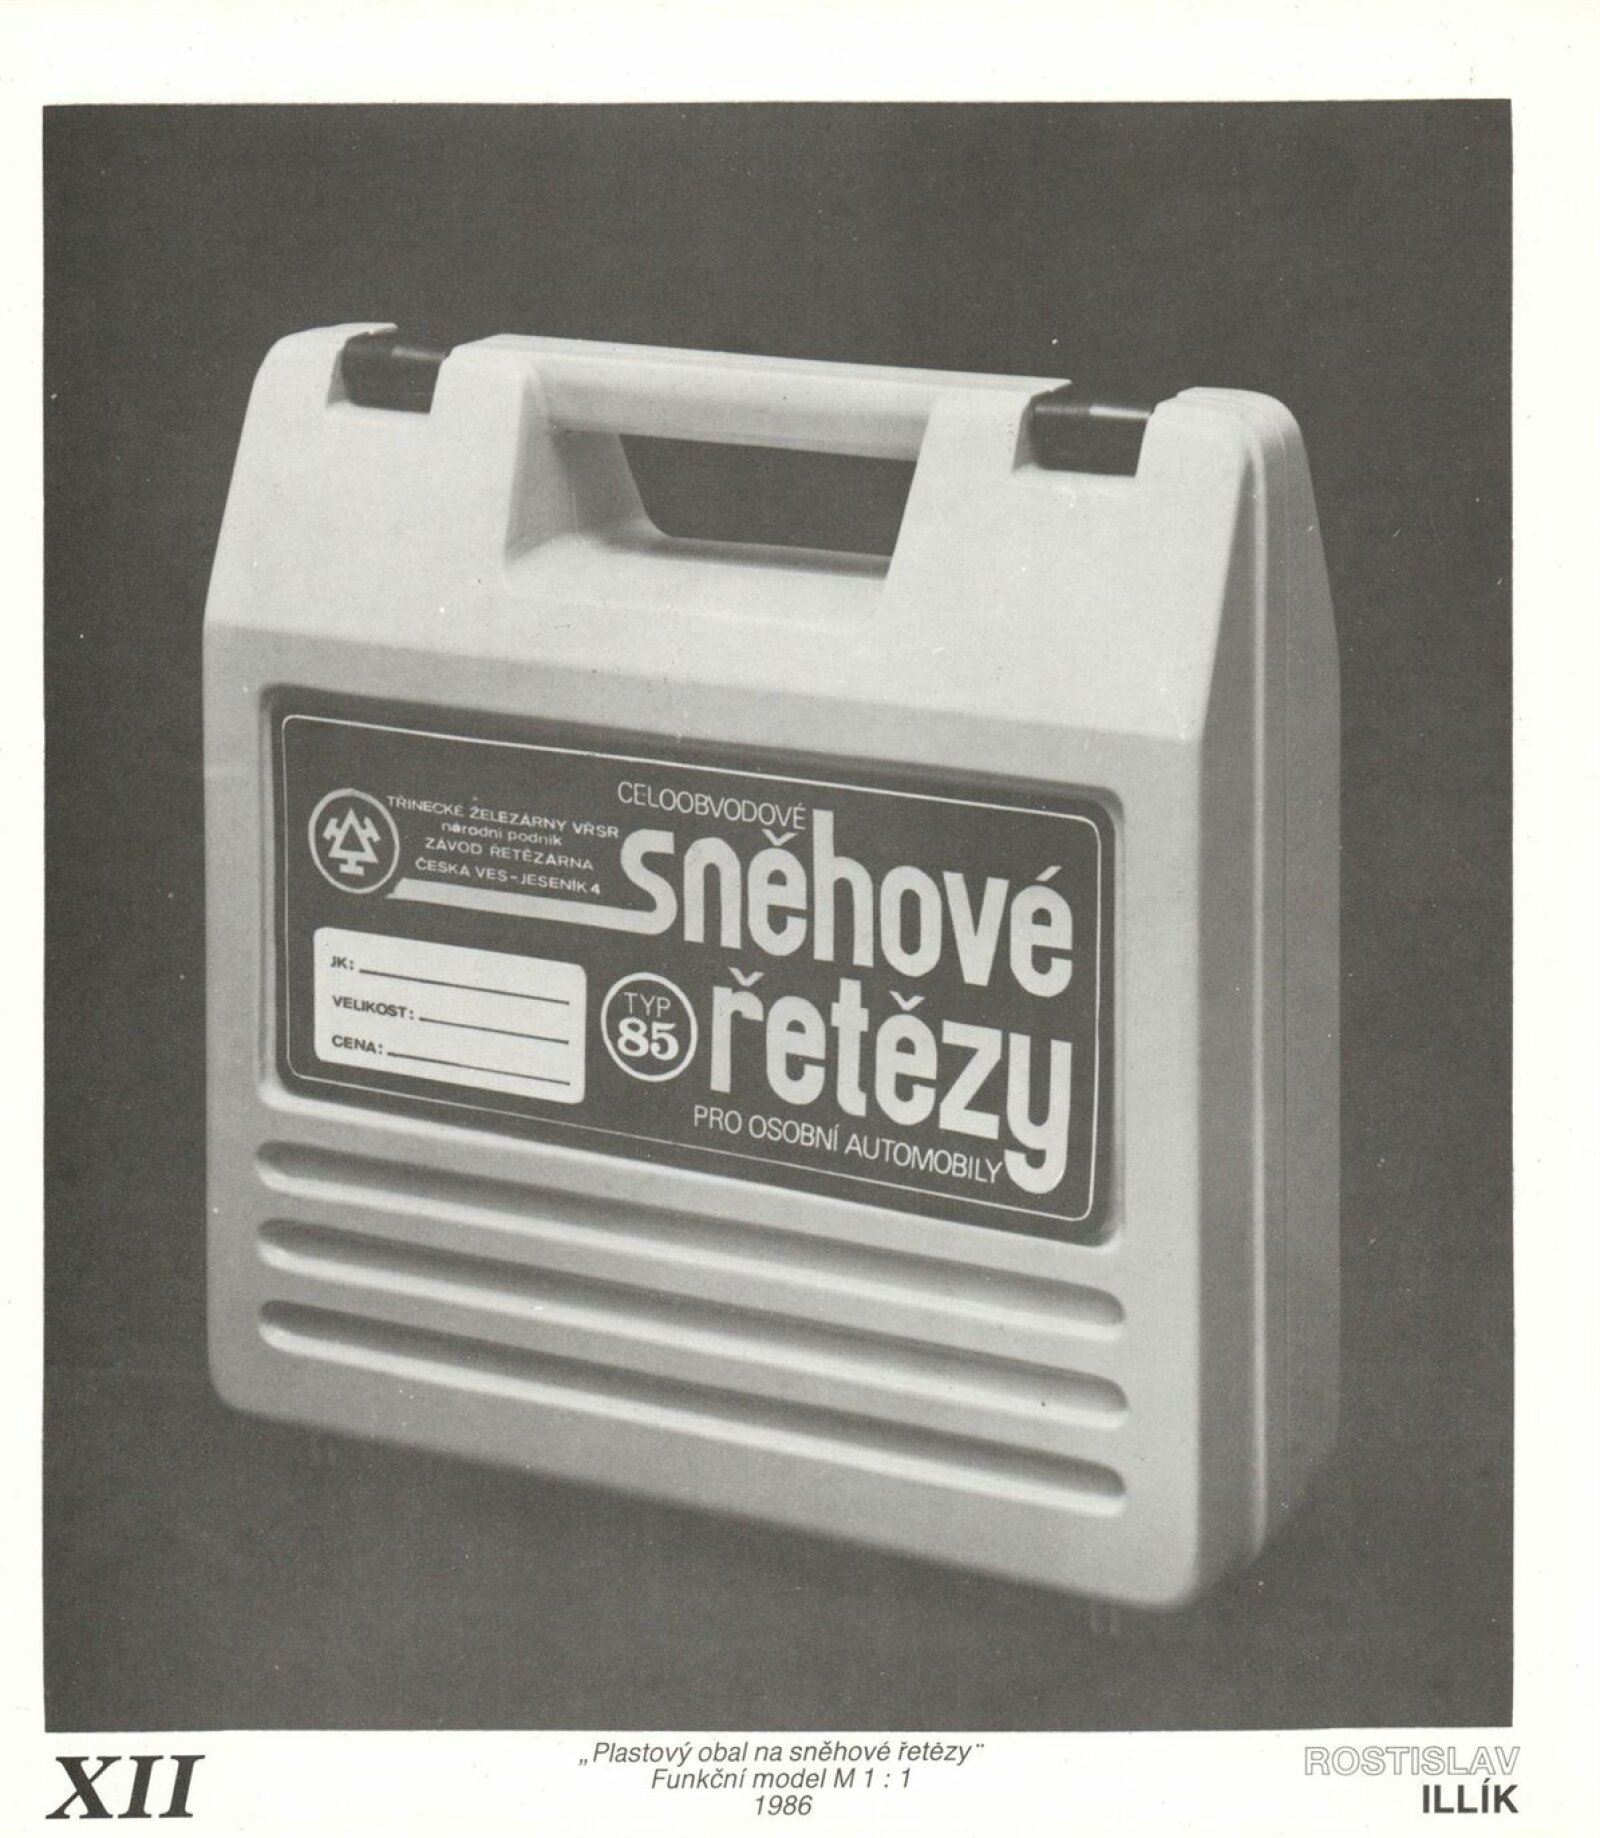 TŘINECKÉ ŽELEZÁRNY VŘSR
národní podnik
ZÁVOD ŘETĚZÁRNA
ČESKÁ VES-JESENÍK 4
CELOOBVODOVÉ
sněhové
řetězy
TYP
85
PRO OSOBNÍ AUTOMOBILY
JK:
VELIKOST:
CENA:
XII
„Plastový obal na sněhové řetězy“
Funkční model M 1 : 1
1986
ROSTISLAV
ILLÍK